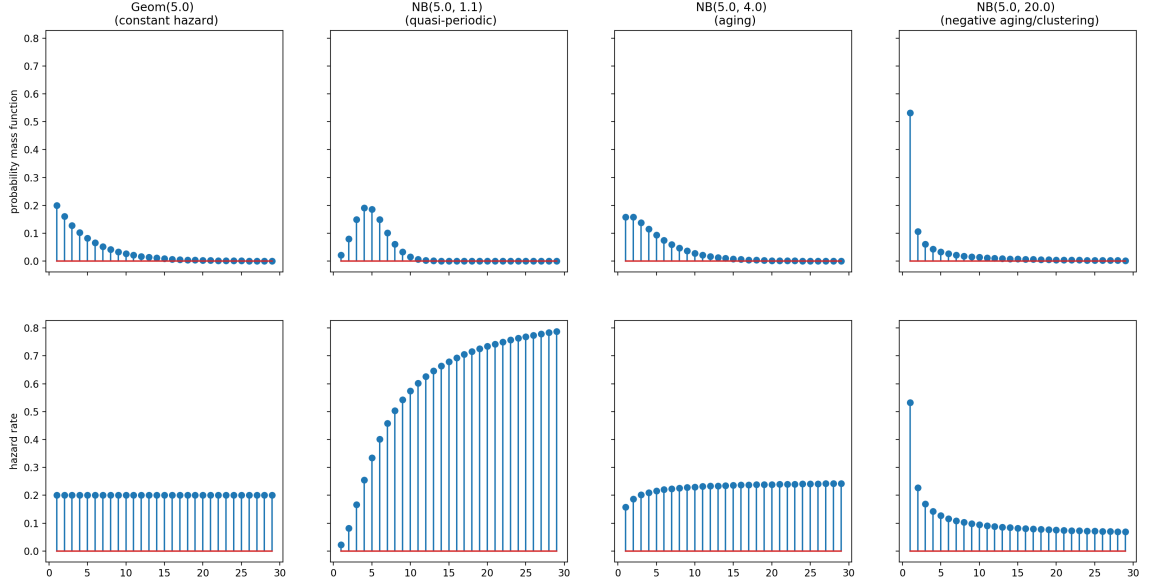 Geom(5.0)
(constant hazard)
NB(5.0, 1.1)
(quasi-periodic)
NB(5.0, 4.0)
(aging)
NB(5.0, 20.0)
(negative aging/clustering)
probability mass function
0.8
0.7
0.6
0.5
0.4
0.3
0.2
0.1
0.0
hazard rate
0.8
0.7
0.6
0.5
0.4
0.3
0.2
0.1
0.0
0 5 10 15 20 25 30
0 5 10 15 20 25 30
0 5 10 15 20 25 30
0 5 10 15 20 25 30